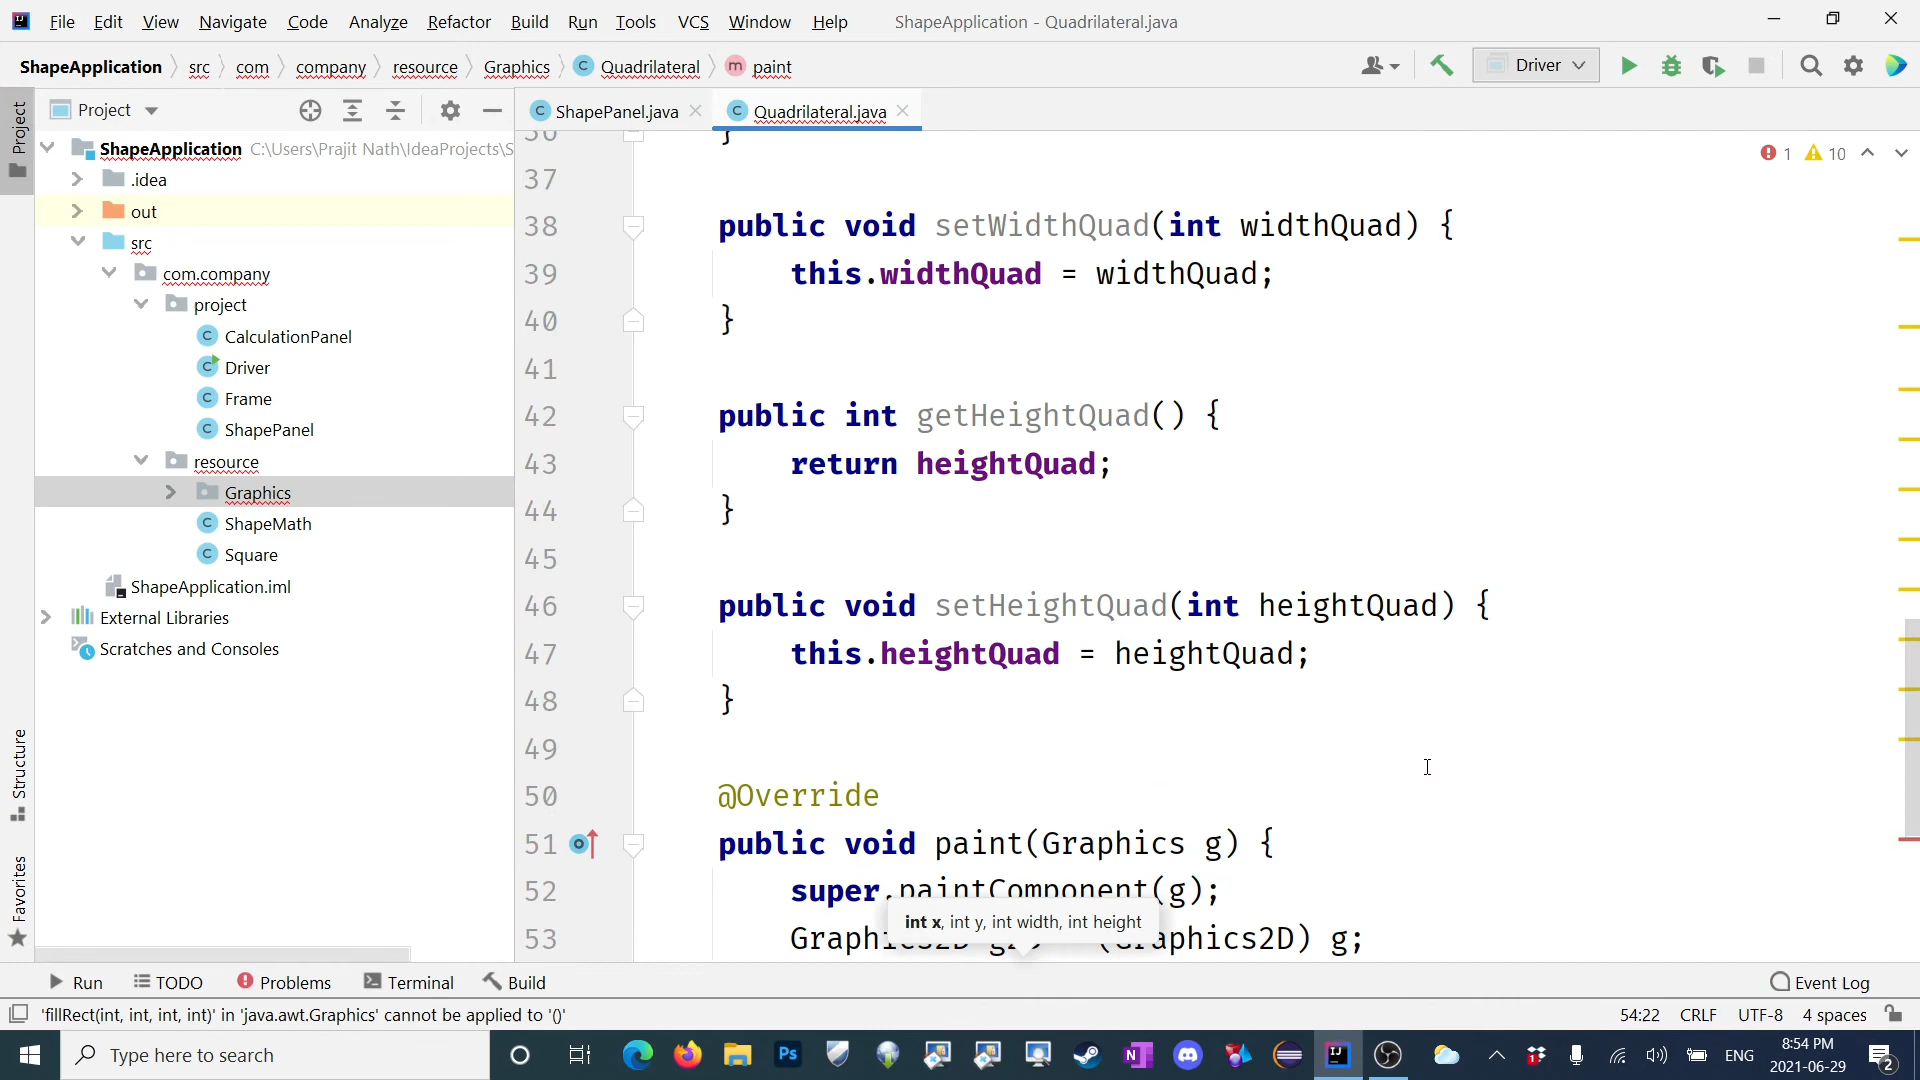 File Edit View Navigate Code Analyze Refactor Build Run Tools VCS Window Help ShapeApplication - Quadrilateral.java
ShapeApplication src com company resource Graphics C Quadrilateral m paint Driver
Project
Project C ShapePanel.java C Quadrilateral.java
ShapeApplication C:\Users\Prajit Nath\IdeaProjects\S
.idea
out
src
com.company
project
C CalculationPanel
C Driver
C Frame
C ShapePanel
resource
Graphics
C ShapeMath
C Square
ShapeApplication.iml
External Libraries
Scratches and Consoles
Structure
Favorites
1 10
36 }
37
38 public void setWidthQuad(int widthQuad) {
39 this.widthQuad = widthQuad;
40 }
41
42 public int getHeightQuad() {
43 return heightQuad;
44 }
45
46 public void setHeightQuad(int heightQuad) {
47 this.heightQuad = heightQuad;
48 }
49
50 @Override
51 public void paint(Graphics g) {
52 super.paintComponent(g);
int x, int y, int width, int height
53 Graphics2D g2D = (Graphics2D) g;
Run TODO Problems Terminal Build Event Log
'fillRect(int, int, int, int)' in 'java.awt.Graphics' cannot be applied to '()' 54:22 CRLF UTF-8 4 spaces
Type here to search Ps N ENG 8:54 PM
2021-06-29 2